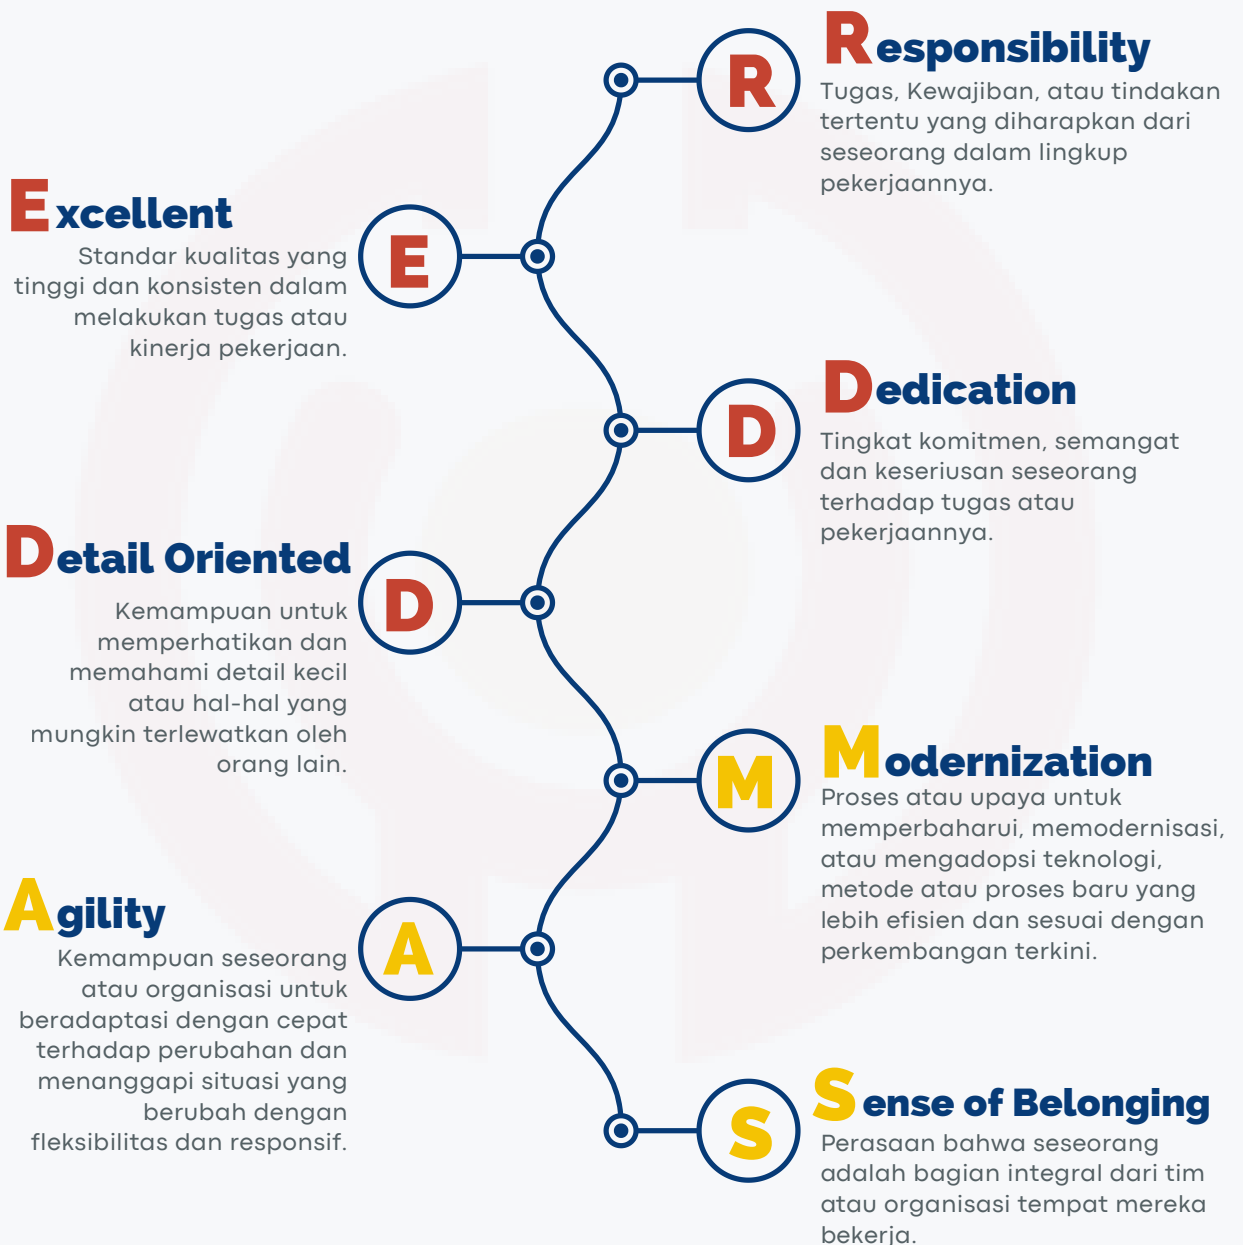 R
Responsibility
Tugas, Kewajiban, atau tindakan
tertentu yang diharapkan dari
seseorang dalam lingkup
pekerjaannya.
Excellent
Standar kualitas yang
tinggi dan konsisten dalam
melakukan tugas atau
kinerja pekerjaan.
E
D
Dedication
Tingkat komitmen, semangat
dan keseriusan seseorang
terhadap tugas atau
pekerjaannya.
Detail Oriented
Kemampuan untuk
memperhatikan dan
memahami detail kecil
atau hal-hal yang
mungkin terlewatkan oleh
orang lain.
D
M
Modernization
Proses atau upaya untuk
memperbaharui, memodernisasi,
atau mengadopsi teknologi,
metode atau proses baru yang
lebih efisien dan sesuai dengan
perkembangan terkini.
Agility
Kemampuan seseorang
atau organisasi untuk
beradaptasi dengan cepat
terhadap perubahan dan
menanggapi situasi yang
berubah dengan
fleksibilitas dan responsif.
A
S
Sense of Belonging
Perasaan bahwa seseorang
adalah bagian integral dari tim
atau organisasi tempat mereka
bekerja.